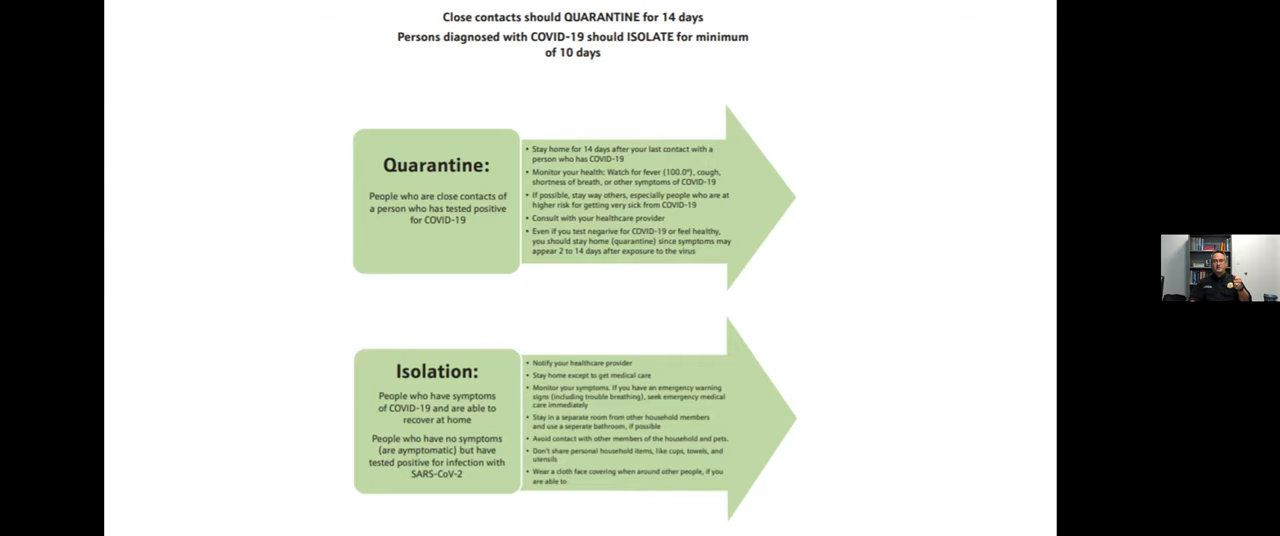 Close contacts should QUARANTINE for 14 days
Persons diagnosed with COVID-19 should ISOLATE for minimum
of 10 days
Quarantine:
People who are close contacts of
a person who has tested positive
for COVID-19
• Stay home for 14 days after your last contact with a
person who has COVID-19
• Monitor your health: Watch for fever (100.0°), cough,
shortness of breath, or other symptoms of COVID-19
• If possible, stay way others, especially people who are at
higher risk for getting very sick from COVID-19
• Consult with your healthcare provider
• Even if you test negarive for COVID-19 or feel healthy,
you should stay home (quarantine) since symptoms may
appear 2 to 14 days after exposure to the virus
Isolation:
People who have symptoms
of COVID-19 and are able to
recover at home
People who have no symptoms
(are aymptomatic) but have
tested positive for infection with
SARS-CoV-2
• Notify your healthcare provider
• Stay home except to get medical care
• Monitor your symptoms. If you have an emergency warning
signs (including trouble breathing), seek emergency medical
care immediately
• Stay in a separate room from other household members
and use a seperate bathroom, if possible
• Avoid contact with other members of the household and pets.
• Don't share personal household items, like cups, towels, and
utensils
• Wear a cloth face covering when around other people, if you
are able to